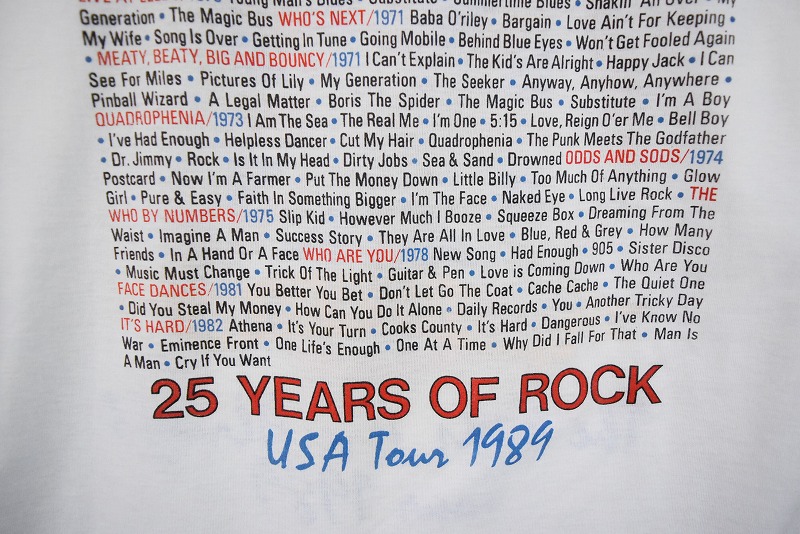 Young Man's Blues • Substitute • Summertime Blues • Shakin' All Over • My
Generation • The Magic Bus WHO'S NEXT/1971 Baba O'riley • Bargain • Love Ain't For Keeping •
My Wife • Song Is Over • Getting In Tune • Going Mobile • Behind Blue Eyes • Won't Get Fooled Again
• MEATY, BEATY, BIG AND BOUNCY/1971 I Can't Explain • The Kid's Are Alright • Happy Jack • I Can
See For Miles • Pictures Of Lily • My Generation • The Seeker • Anyway, Anyhow, Anywhere •
Pinball Wizard • A Legal Matter • Boris The Spider • The Magic Bus • Substitute • I'm A Boy
QUADROPHENIA/1973 I Am The Sea • The Real Me • I'm One • 5:15 • Love, Reign O'er Me • Bell Boy
• I've Had Enough • Helpless Dancer • Cut My Hair • Quadrophenia • The Punk Meets The Godfather
• Dr. Jimmy • Rock • Is It In My Head • Dirty Jobs • Sea & Sand • Drowned ODDS AND SODS/1974
Postcard • Now I'm A Farmer • Put The Money Down • Little Billy • Too Much Of Anything • Glow
Girl • Pure & Easy • Faith In Something Bigger • I'm The Face • Naked Eye • Long Live Rock • THE
WHO BY NUMBERS/1975 Slip Kid • However Much I Booze • Squeeze Box • Dreaming From The
Waist • Imagine A Man • Success Story • They Are All In Love • Blue, Red & Grey • How Many
Friends • In A Hand Or A Face WHO ARE YOU/1978 New Song • Had Enough • 905 • Sister Disco
• Music Must Change • Trick Of The Light • Guitar & Pen • Love is Coming Down • Who Are You
FACE DANCES/1981 You Better You Bet • Don't Let Go The Coat • Cache Cache • The Quiet One
• Did You Steal My Money • How Can You Do It Alone • Daily Records • You • Another Tricky Day
IT'S HARD/1982 Athena • It's Your Turn • Cooks County • It's Hard • Dangerous • I've Know No
War • Eminence Front • One Life's Enough • One At A Time • Why Did I Fall For That • Man Is
A Man • Cry If You Want
25 YEARS OF ROCK
USA Tour 1989